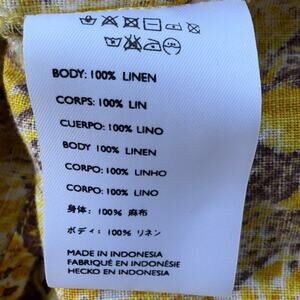 BODY: 100% LINEN
CORPS: 100% LIN
CUERPO: 100% LINO
BODY 100% LINEN
CORPO: 100% LINHO
CORPO: 100% LINO
身体: 100% 麻布
ボディ: 100% リネン
MADE IN INDONESIA
FABRIQUÉ EN INDONÉSIE
HECKO EN INDONESIA